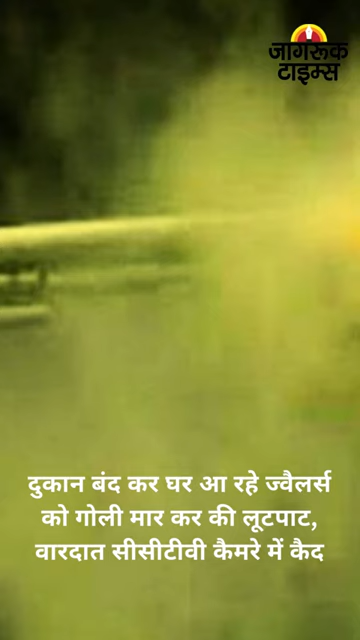 जागरूक
टाइम्स
दुकान बंद कर घर आ रहे ज्वैलर्स
को गोली मार कर की लूटपाट,
वारदात सीसीटीवी कैमरे में कैद